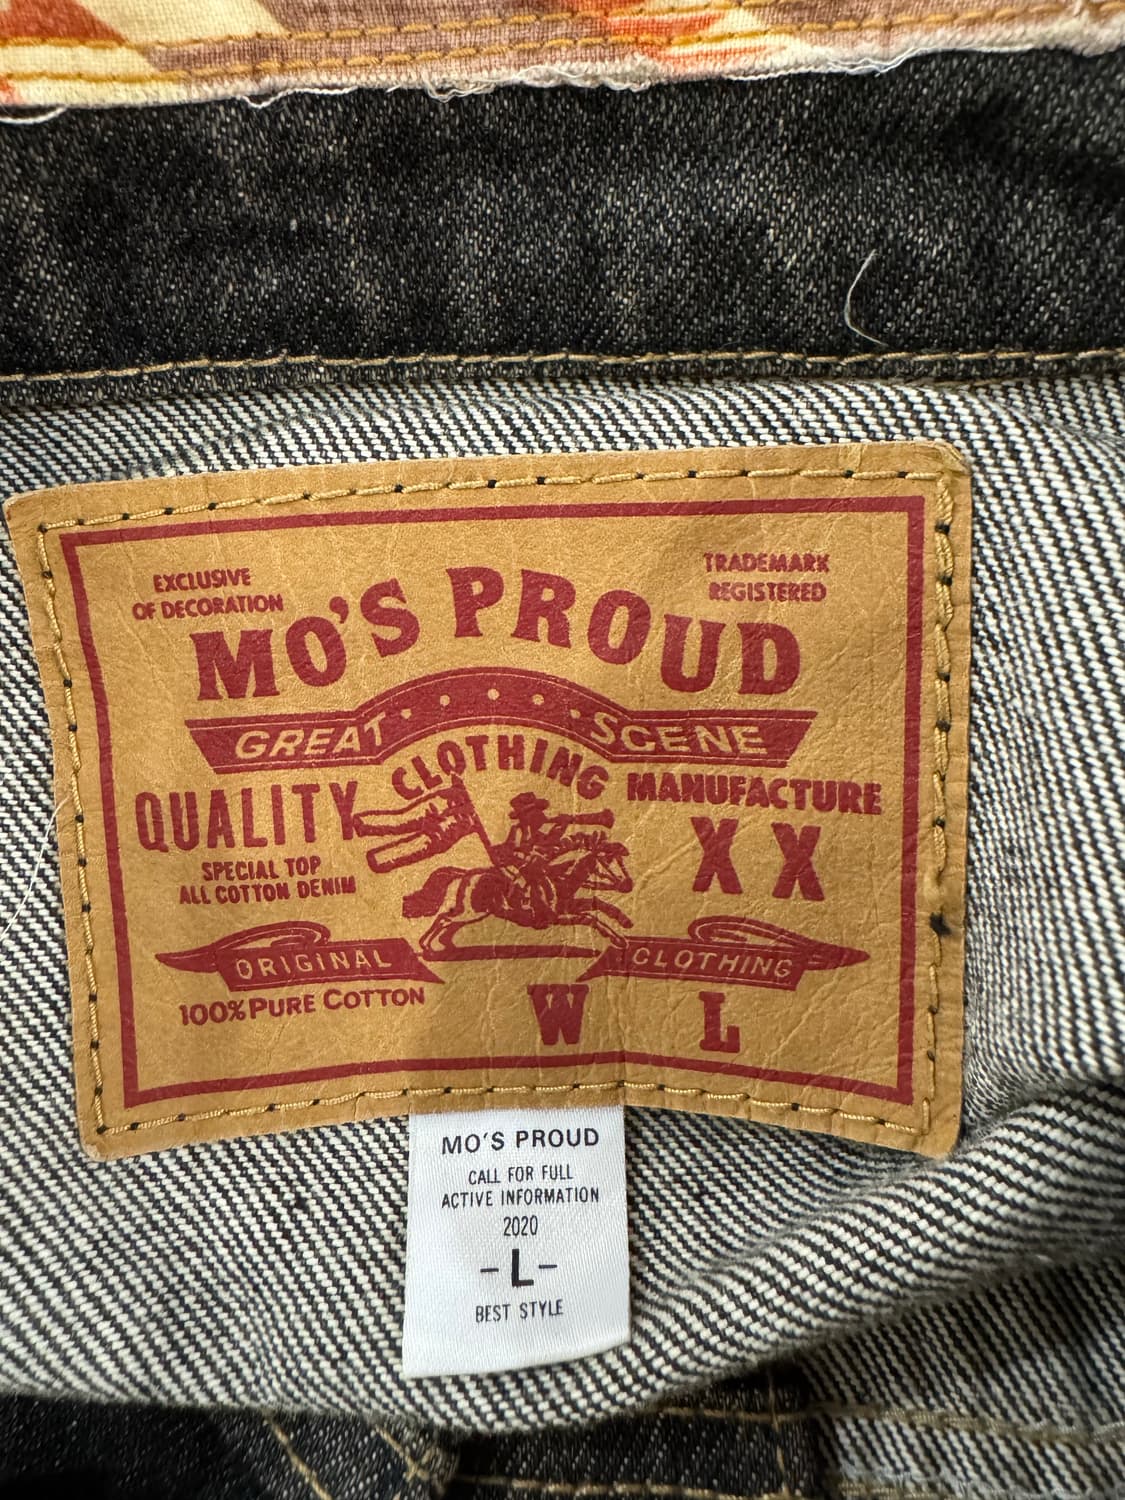 EXCLUSIVE
OF DECORATION
TRADEMARK
REGISTERED
MO'S PROUD
GREAT SCENE
CLOTHING
QUALITY
SPECIAL TOP
ALL COTTON DENIM
MANUFACTURE
XX
ORIGINAL
CLOTHING
100% PURE COTTON
W L
MO'S PROUD
CALL FOR FULL
ACTIVE INFORMATION
2020
-L-
BEST STYLE